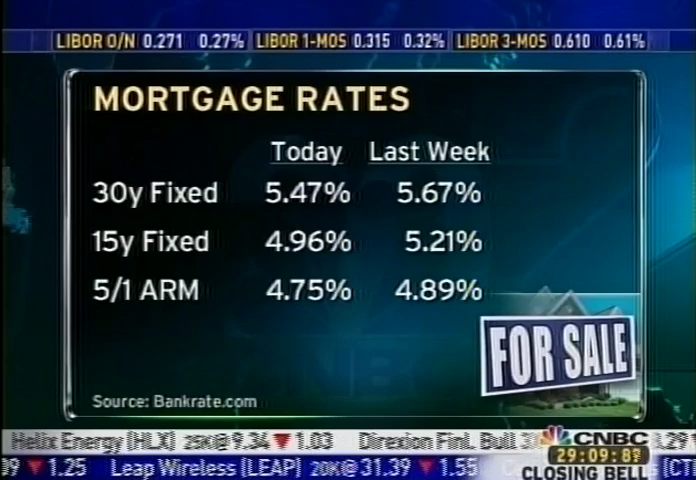 LIBOR O/N 0.271 0.27% LIBOR 1-MOS 0.315 0.32% LIBOR 3-MOS 0.610 0.61%
MORTGAGE RATES
Today Last Week
30y Fixed 5.47% 5.67%
15y Fixed 4.96% 5.21%
5/1 ARM 4.75% 4.89%
FOR SALE
Source: Bankrate.com
Helix Energy (HLX) 25K@9.34 ▼1.03 Direxion Finl. Bull
CNBC
29:09:8
CLOSING BELL
▼1.25 Leap Wireless (LEAP) 20K@31.39 ▼1.55